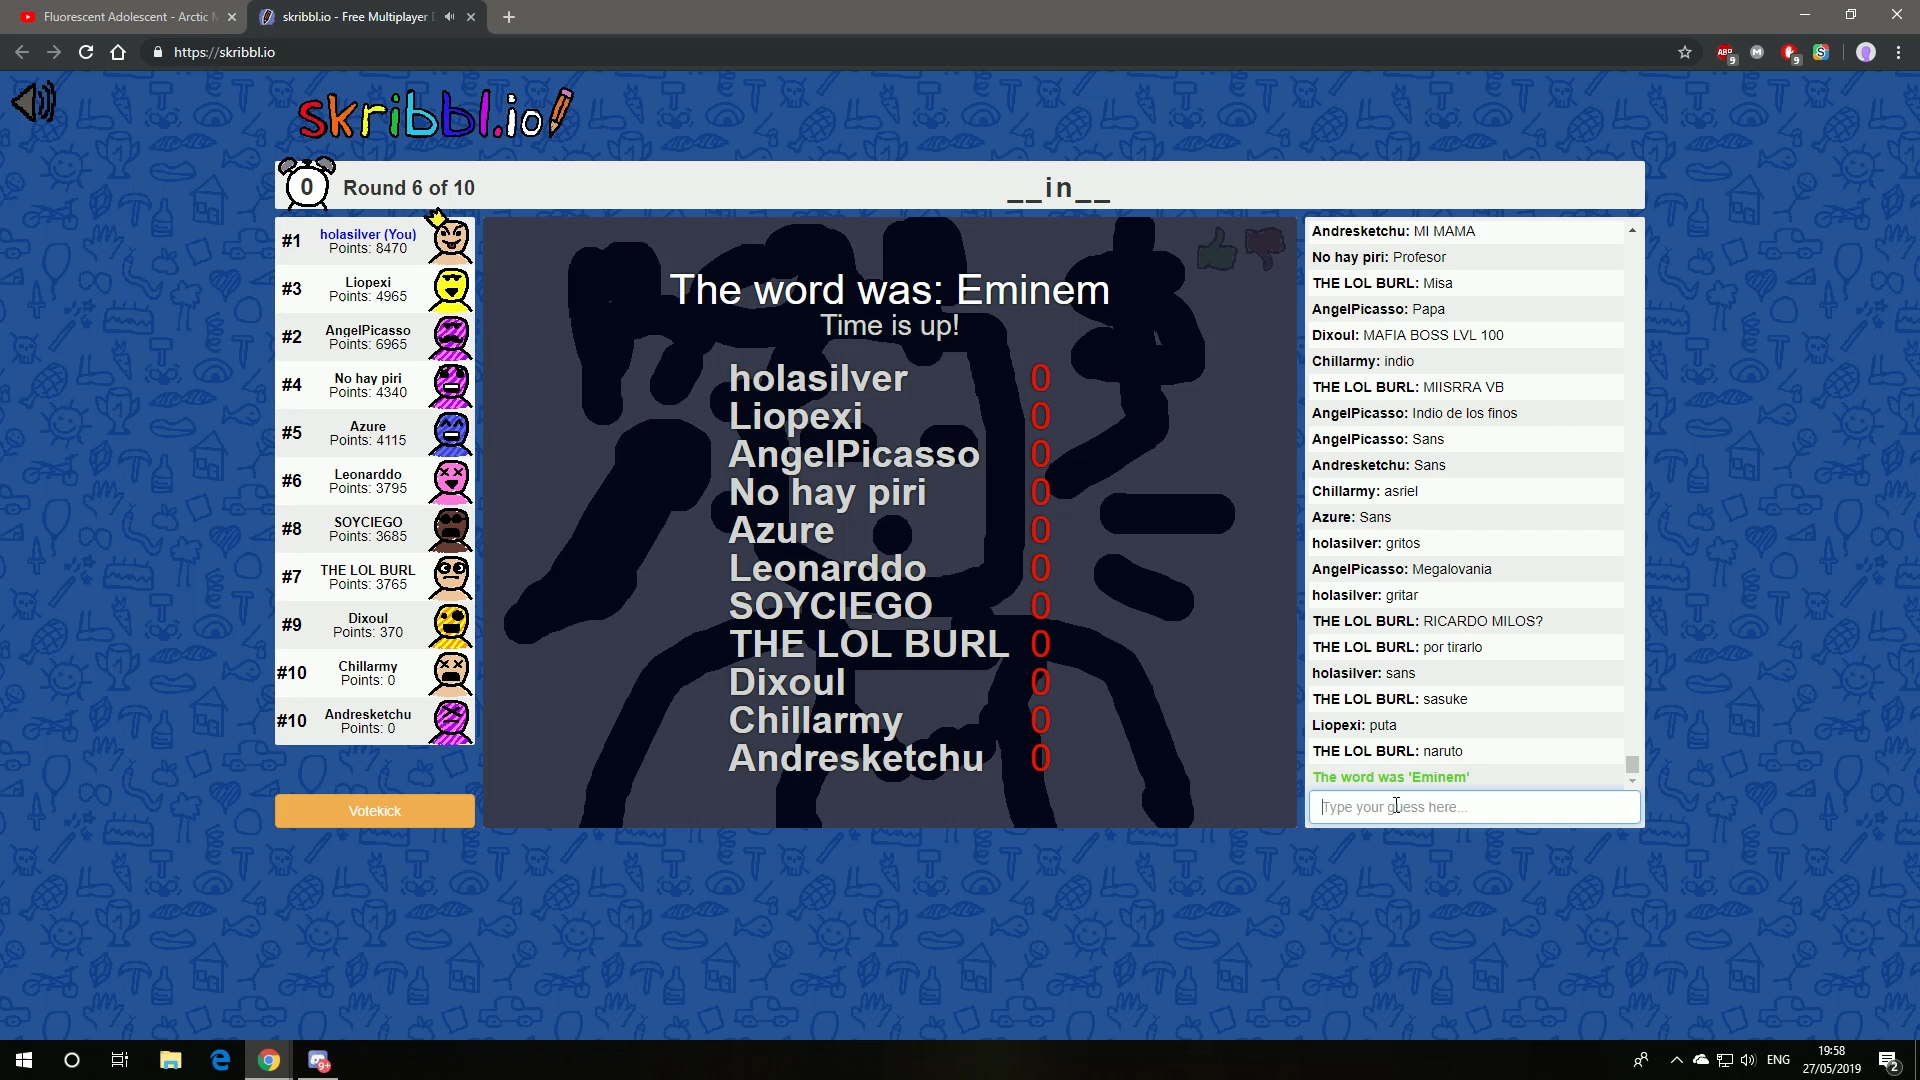 Fluorescent Adolescent - Arctic M
skribbl.io - Free Multiplayer D
https://skribbl.io
ABP
9
M
9
S
skribbl.io
0
Round 6 of 10
__in__
#1
holasilver (You)
Points: 8470
#3
Liopexi
Points: 4965
#2
AngelPicasso
Points: 6965
#4
No hay piri
Points: 4340
#5
Azure
Points: 4115
#6
Leonarddo
Points: 3795
#8
SOYCIEGO
Points: 3685
#7
THE LOL BURL
Points: 3765
#9
Dixoul
Points: 370
#10
Chillarmy
Points: 0
#10
Andresketchu
Points: 0
Votekick
The word was: Eminem
Time is up!
holasilver 0
Liopexi 0
AngelPicasso 0
No hay piri 0
Azure 0
Leonarddo 0
SOYCIEGO 0
THE LOL BURL 0
Dixoul 0
Chillarmy 0
Andresketchu 0
Andresketchu: MI MAMA
No hay piri: Profesor
THE LOL BURL: Misa
AngelPicasso: Papa
Dixoul: MAFIA BOSS LVL 100
Chillarmy: indio
THE LOL BURL: MIISRRA VB
AngelPicasso: Indio de los finos
AngelPicasso: Sans
Andresketchu: Sans
Chillarmy: asriel
Azure: Sans
holasilver: gritos
AngelPicasso: Megalovania
holasilver: gritar
THE LOL BURL: RICARDO MILOS?
THE LOL BURL: por tirarlo
holasilver: sans
THE LOL BURL: sasuke
Liopexi: puta
THE LOL BURL: naruto
The word was 'Eminem'
Type your guess here...
9+
ENG
19:58
27/05/2019
2